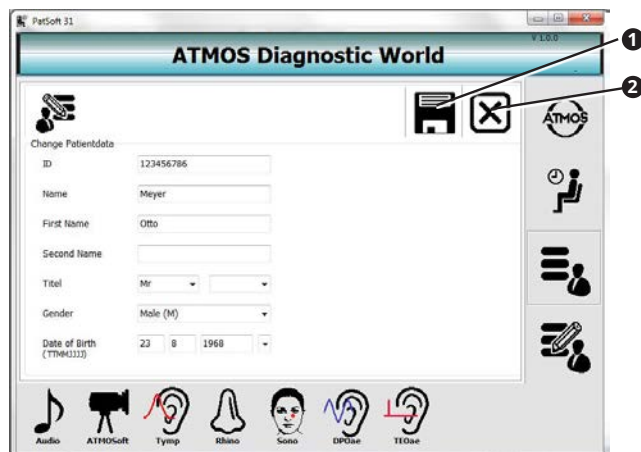 PatSoft 31
V 1.0.0
ATMOS Diagnostic World
❶
❷
ATMOS
Change Patientdata
ID 123456786
Name Meyer
First Name Otto
Second Name
Titel Mr
Gender Male (M)
Date of Birth 23 8 1968
(TTMMJJJJ)
Audio ATMOSoft Tymp Rhino Sono DPOae TEOae